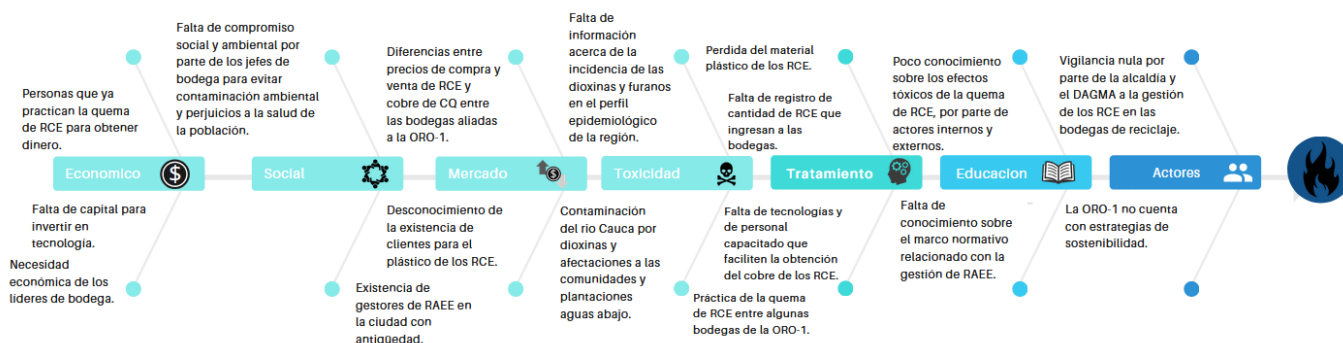 Personas que ya
practican la quema
de RCE para obtener
dinero.
Falta de compromiso
social y ambiental por
parte de los jefes de
bodega para evitar
contaminación ambiental
y perjuicios a la salud de
la población.
Diferencias entre
precios de compra y
venta de RCE y
cobre de CQ entre
las bodegas aliadas
a la ORO-1.
Falta de
información
acerca de la
incidencia de las
dioxinas y furanos
en el perfil
epidemiológico
de la región.
Perdida del material
plástico de los RCE.
Falta de registro de
cantidad de RCE que
ingresan a las
bodegas.
Poco conocimiento
sobre los efectos
tóxicos de la quema
de RCE, por parte de
actores internos y
externos.
Vigilancia nula por
parte de la alcaldía y
el DAGMA a la gestión
de los RCE en las
bodegas de reciclaje.
Economico
Social
Mercado
Toxicidad
Tratamiento
Educacion
Actores
Falta de capital para
invertir en
tecnología.
Necesidad
económica de los
líderes de bodega.
Desconocimiento de
la existencia de
clientes para el
plástico de los RCE.
Existencia de
gestores de RAEE en
la ciudad con
antigüedad.
Contaminación
del río Cauca por
dioxinas y
afectaciones a las
comunidades y
plantaciones
aguas abajo.
Falta de tecnologías y
de personal
capacitado que
faciliten la obtención
del cobre de los RCE.
Práctica de la quema
de RCE entre algunas
bodegas de la ORO-1.
Falta de
conocimiento sobre
el marco normativo
relacionado con la
gestión de RAEE.
La ORO-1 no cuenta
con estrategias de
sostenibilidad.